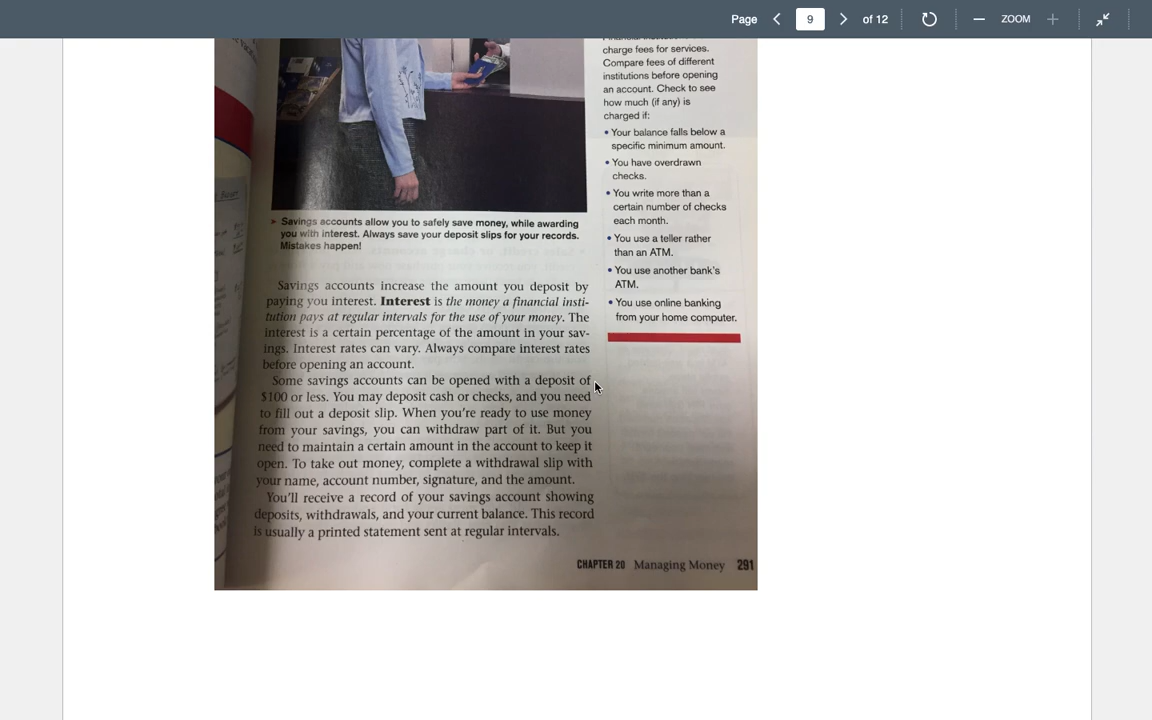 Page
9
of 12
ZOOM
charge fees for services.
Compare fees of different
institutions before opening
an account. Check to see
how much (if any) is
charged if:
• Your balance falls below a
specific minimum amount.
• You have overdrawn
checks.
• You write more than a
certain number of checks
each month.
• You use a teller rather
than an ATM.
• You use another bank's
ATM.
• You use online banking
from your home computer.
► Savings accounts allow you to safely save money, while awarding
you with interest. Always save your deposit slips for your records.
Mistakes happen!
Savings accounts increase the amount you deposit by
paying you interest. Interest is the money a financial insti-
tution pays at regular intervals for the use of your money. The
interest is a certain percentage of the amount in your sav-
ings. Interest rates can vary. Always compare interest rates
before opening an account.
Some savings accounts can be opened with a deposit of
$100 or less. You may deposit cash or checks, and you need
to fill out a deposit slip. When you're ready to use money
from your savings, you can withdraw part of it. But you
need to maintain a certain amount in the account to keep it
open. To take out money, complete a withdrawal slip with
your name, account number, signature, and the amount.
You'll receive a record of your savings account showing
deposits, withdrawals, and your current balance. This record
is usually a printed statement sent at regular intervals.
CHAPTER 20 Managing Money 291